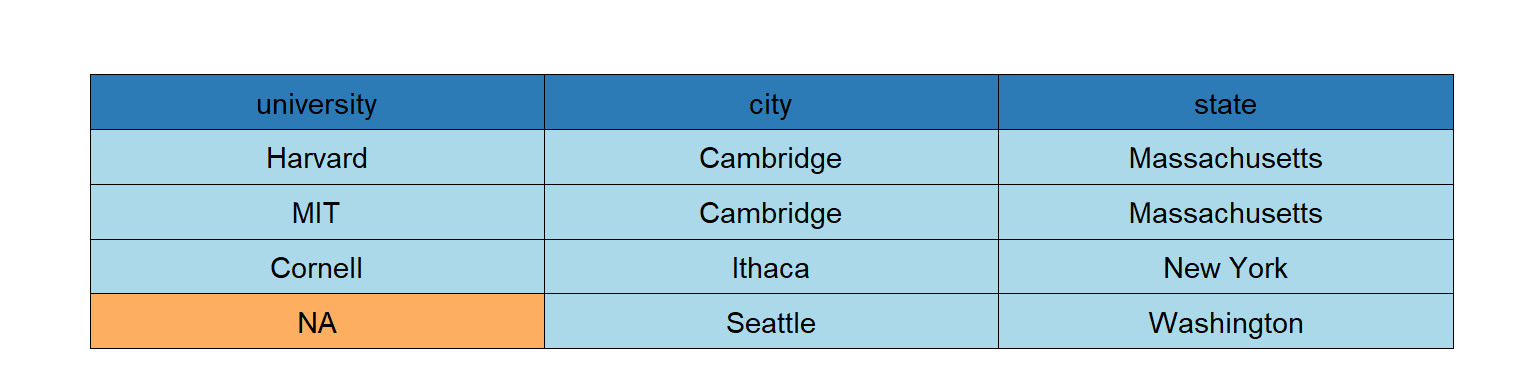 university city state
Harvard Cambridge Massachusetts
MIT Cambridge Massachusetts
Cornell Ithaca New York
NA Seattle Washington